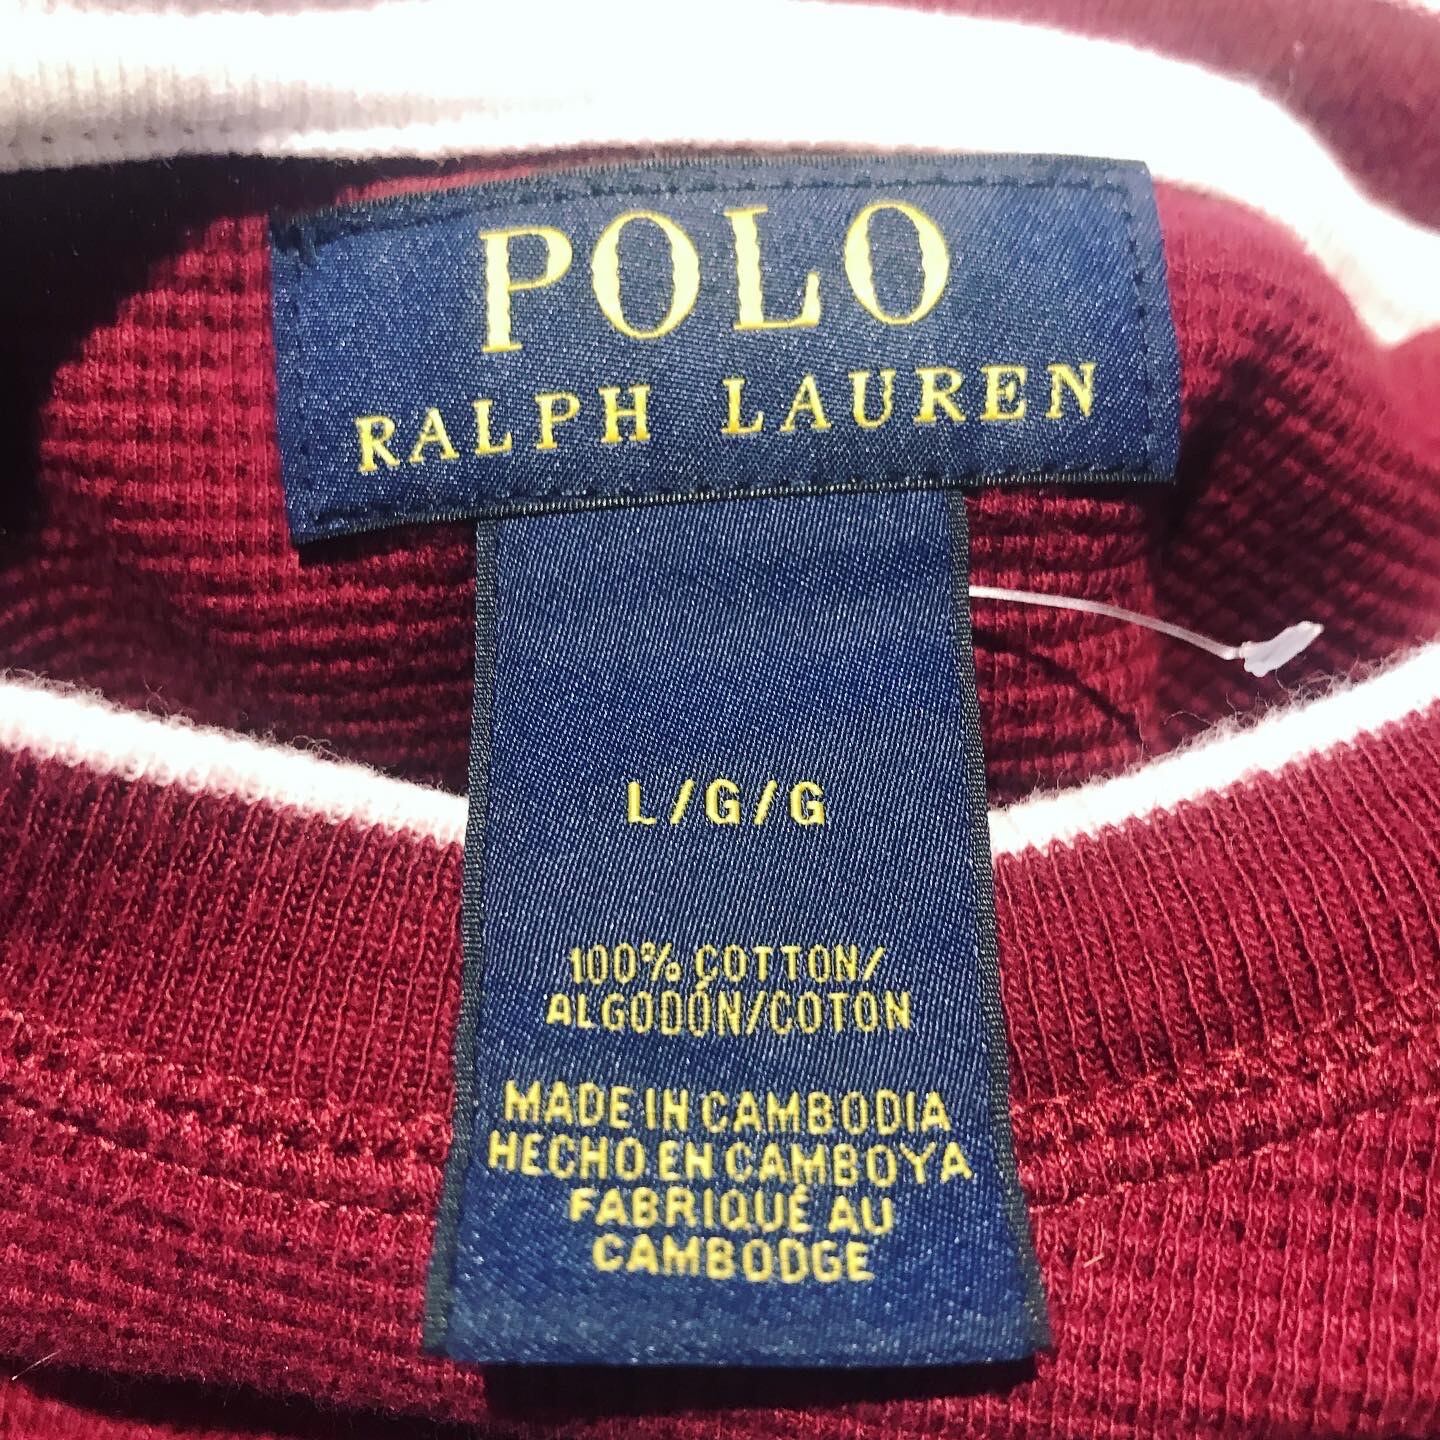 POLO
RALPH LAUREN
L/G/G
100% COTTON/
ALGODÓN/COTON
MADE IN CAMBODIA
HECHO EN CAMBOYA
FABRIQUÉ AU
CAMBODGE